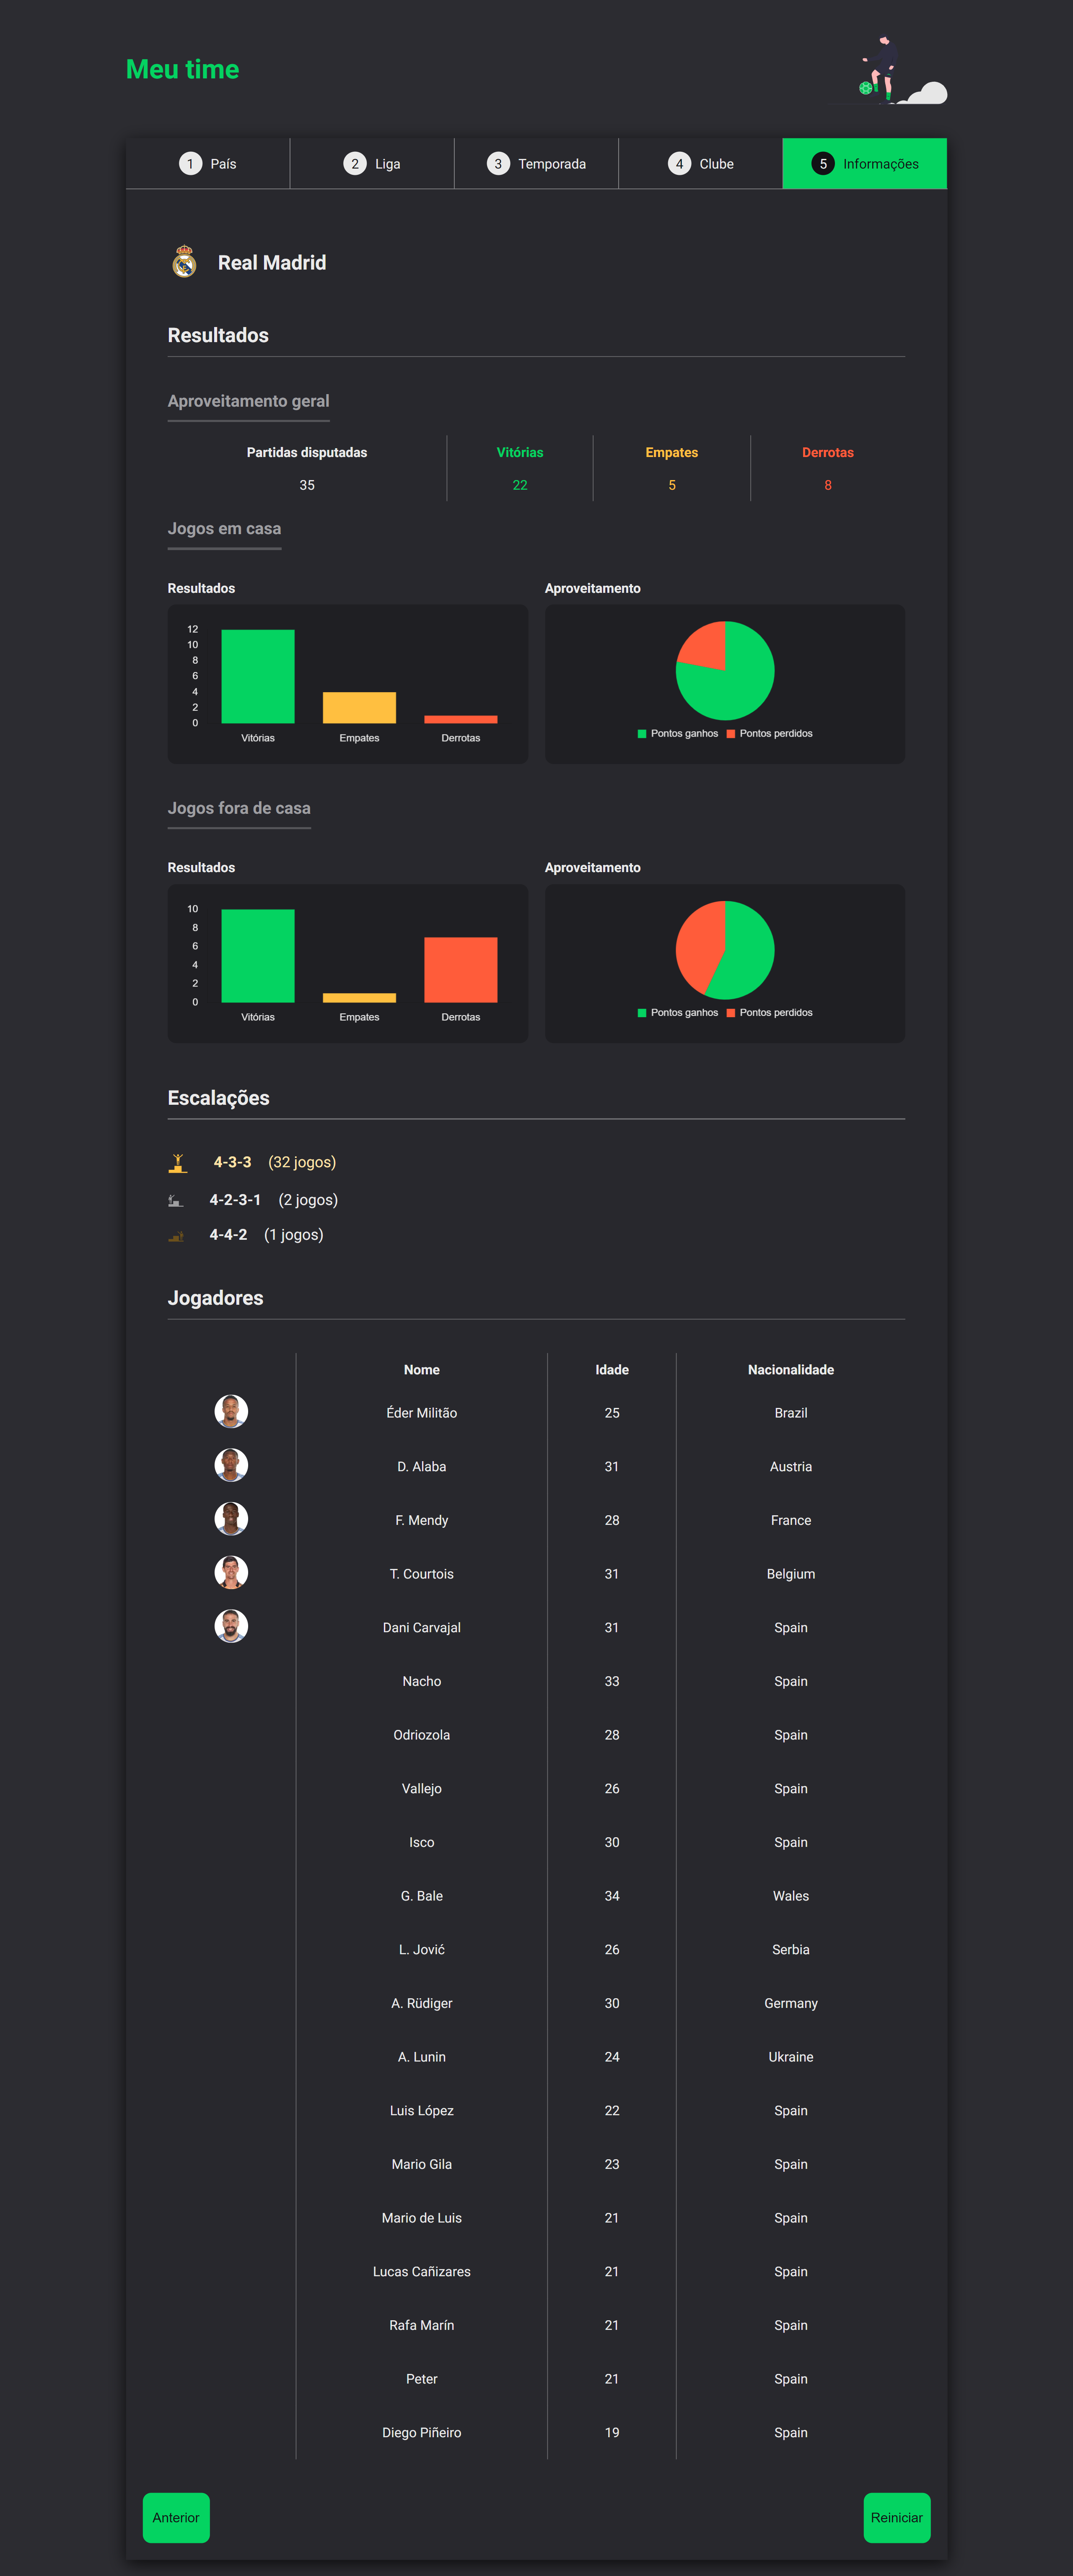 Meu time
1 País 2 Liga 3 Temporada 4 Clube 5 Informações
Real Madrid
Resultados
Aproveitamento geral
Partidas disputadas Vitórias Empates Derrotas
35 22 5 8
Jogos em casa
Resultados Aproveitamento
12
10
8
6
4
2
0
Vitórias Empates Derrotas
Pontos ganhos Pontos perdidos
Jogos fora de casa
Resultados Aproveitamento
10
8
6
4
2
0
Vitórias Empates Derrotas
Pontos ganhos Pontos perdidos
Escalações
4-3-3 (32 jogos)
4-2-3-1 (2 jogos)
4-4-2 (1 jogos)
Jogadores
Nome Idade Nacionalidade
Éder Militão 25 Brazil
D. Alaba 31 Austria
F. Mendy 28 France
T. Courtois 31 Belgium
Dani Carvajal 31 Spain
Nacho 33 Spain
Odriozola 28 Spain
Vallejo 26 Spain
Isco 30 Spain
G. Bale 34 Wales
L. Jović 26 Serbia
A. Rüdiger 30 Germany
A. Lunin 24 Ukraine
Luis López 22 Spain
Mario Gila 23 Spain
Mario de Luis 21 Spain
Lucas Cañizares 21 Spain
Rafa Marín 21 Spain
Peter 21 Spain
Diego Piñeiro 19 Spain
Anterior Reiniciar